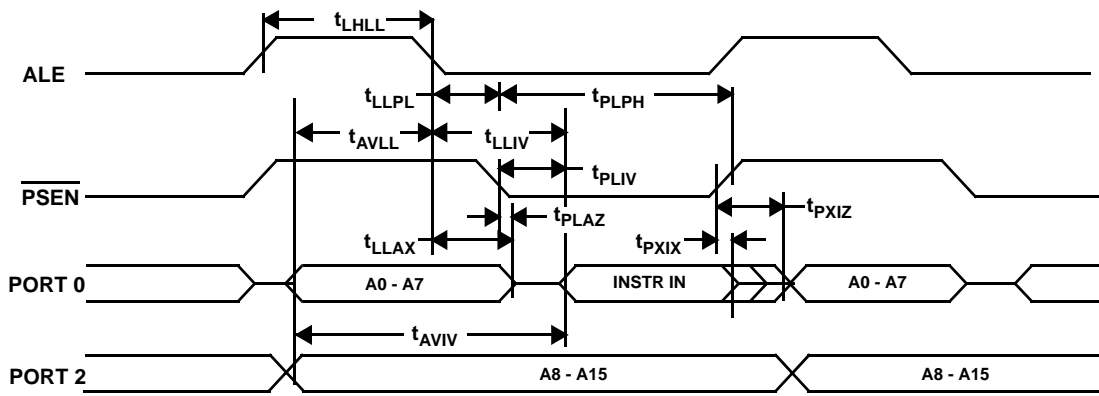 tLHLL
ALE
tLLPL
tPLPH
tAVLL
tLLIV
PSEN
tPLIV
tPLAZ
tPXIZ
tLLAX
tPXIX
PORT 0
A0 - A7
INSTR IN
A0 - A7
tAVIV
PORT 2
A8 - A15
A8 - A15